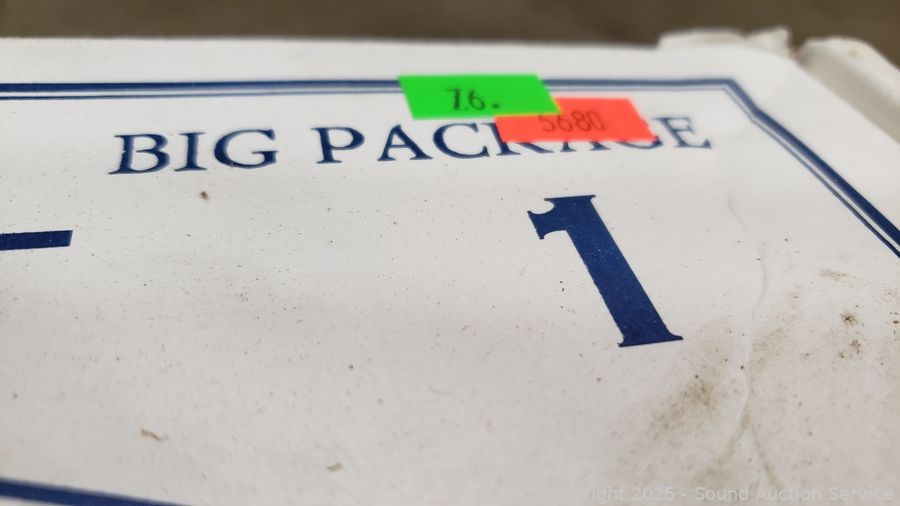 76.
5680
BIG PACKAGE
- 1
Copyright 2025 - Sound Auction Service